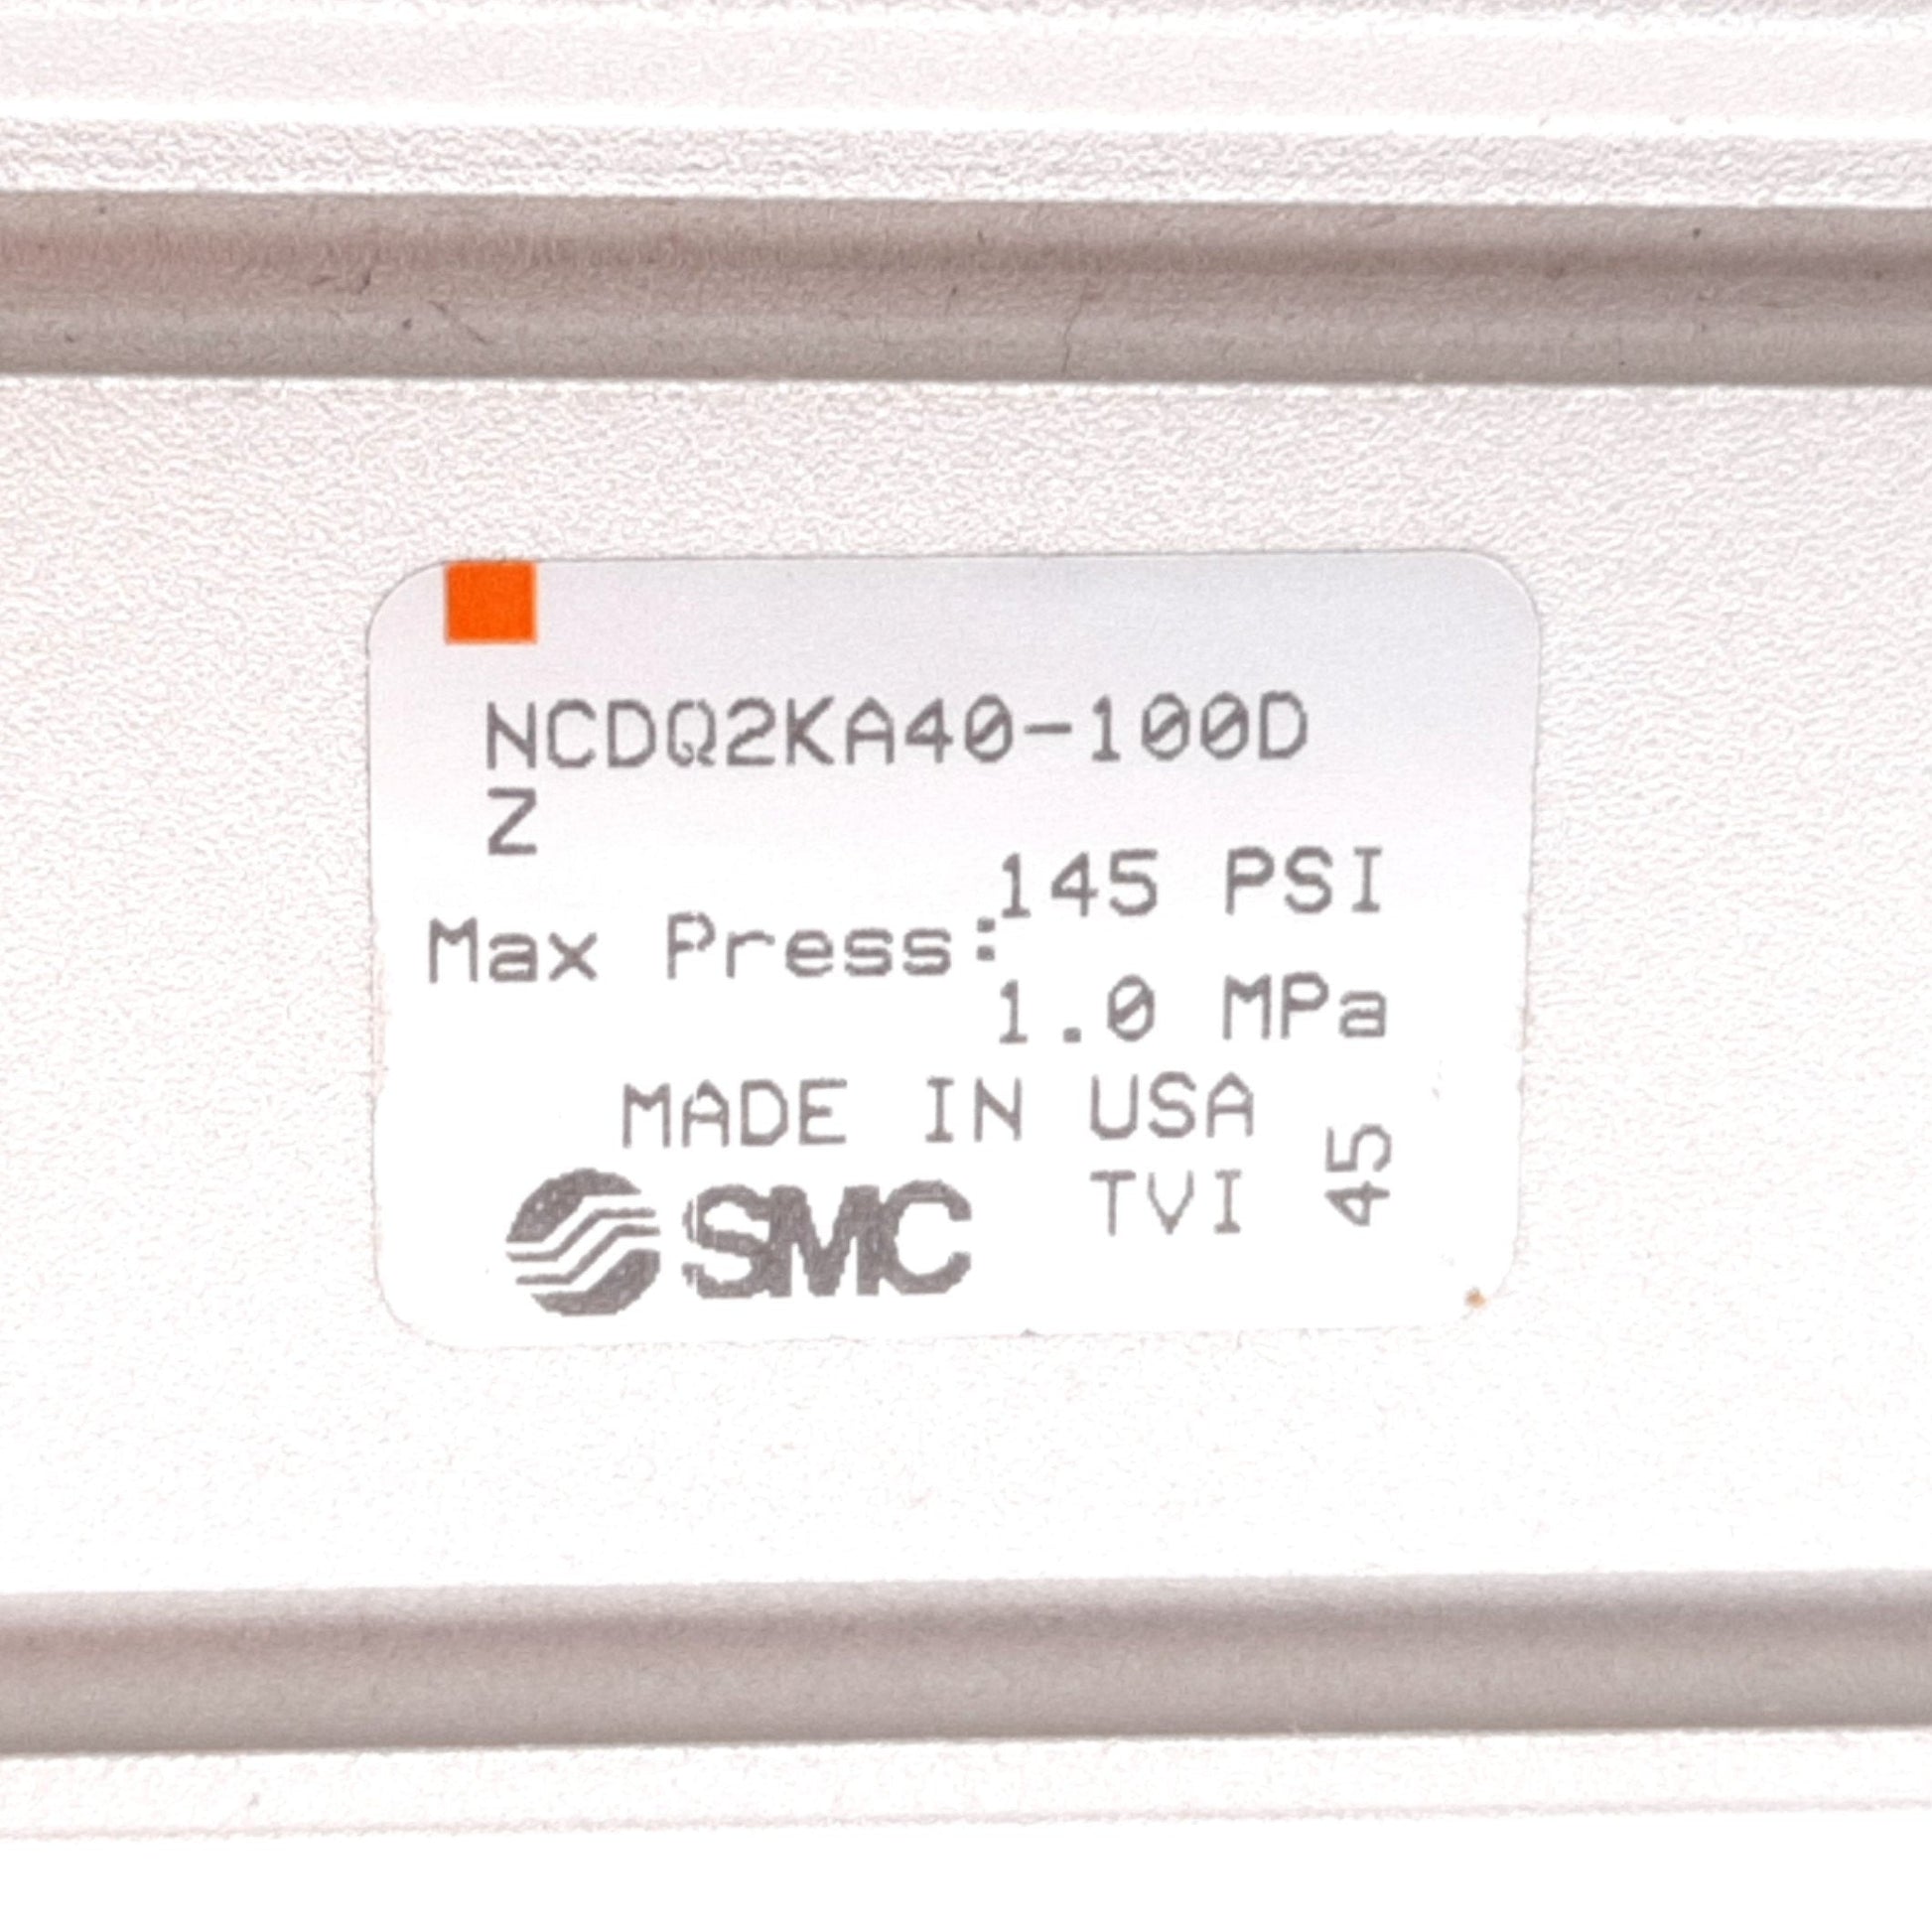 NCDQ2KA40-100D
Z
Max Press:
145 PSI
1.0 MPa
MADE IN USA
SMC
TVI
45